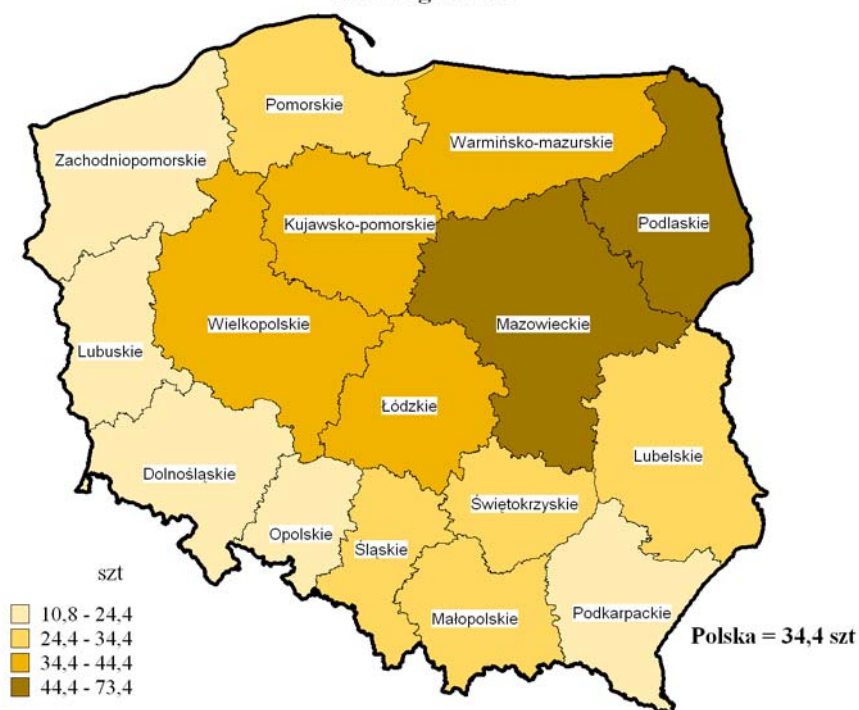 Pomorskie
Warmińsko-mazurskie
Zachodniopomorskie
Kujawsko-pomorskie
Podlaskie
Wielkopolskie
Mazowieckie
Lubuskie
Łódzkie
Lubelskie
Dolnośląskie
Świętokrzyskie
Opolskie
Śląskie
Małopolskie
Podkarpackie
szt
10,8 - 24,4
24,4 - 34,4
34,4 - 44,4
44,4 - 73,4
Polska = 34,4 szt